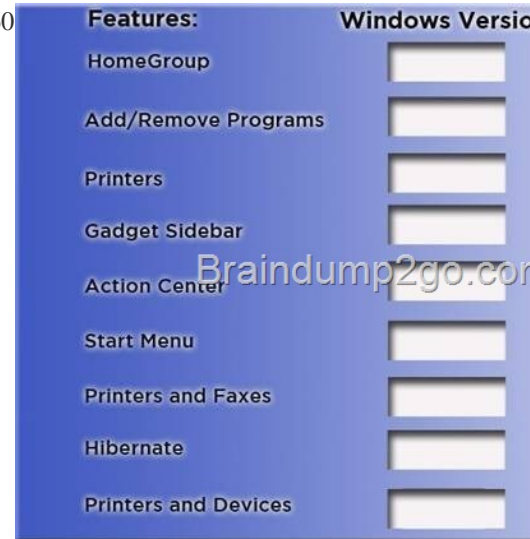 Features: Windows Versio
HomeGroup
Add/Remove Programs
Printers
Gadget Sidebar
Braindump2go.com
Action Center
Start Menu
Printers and Faxes
Hibernate
Printers and Devices